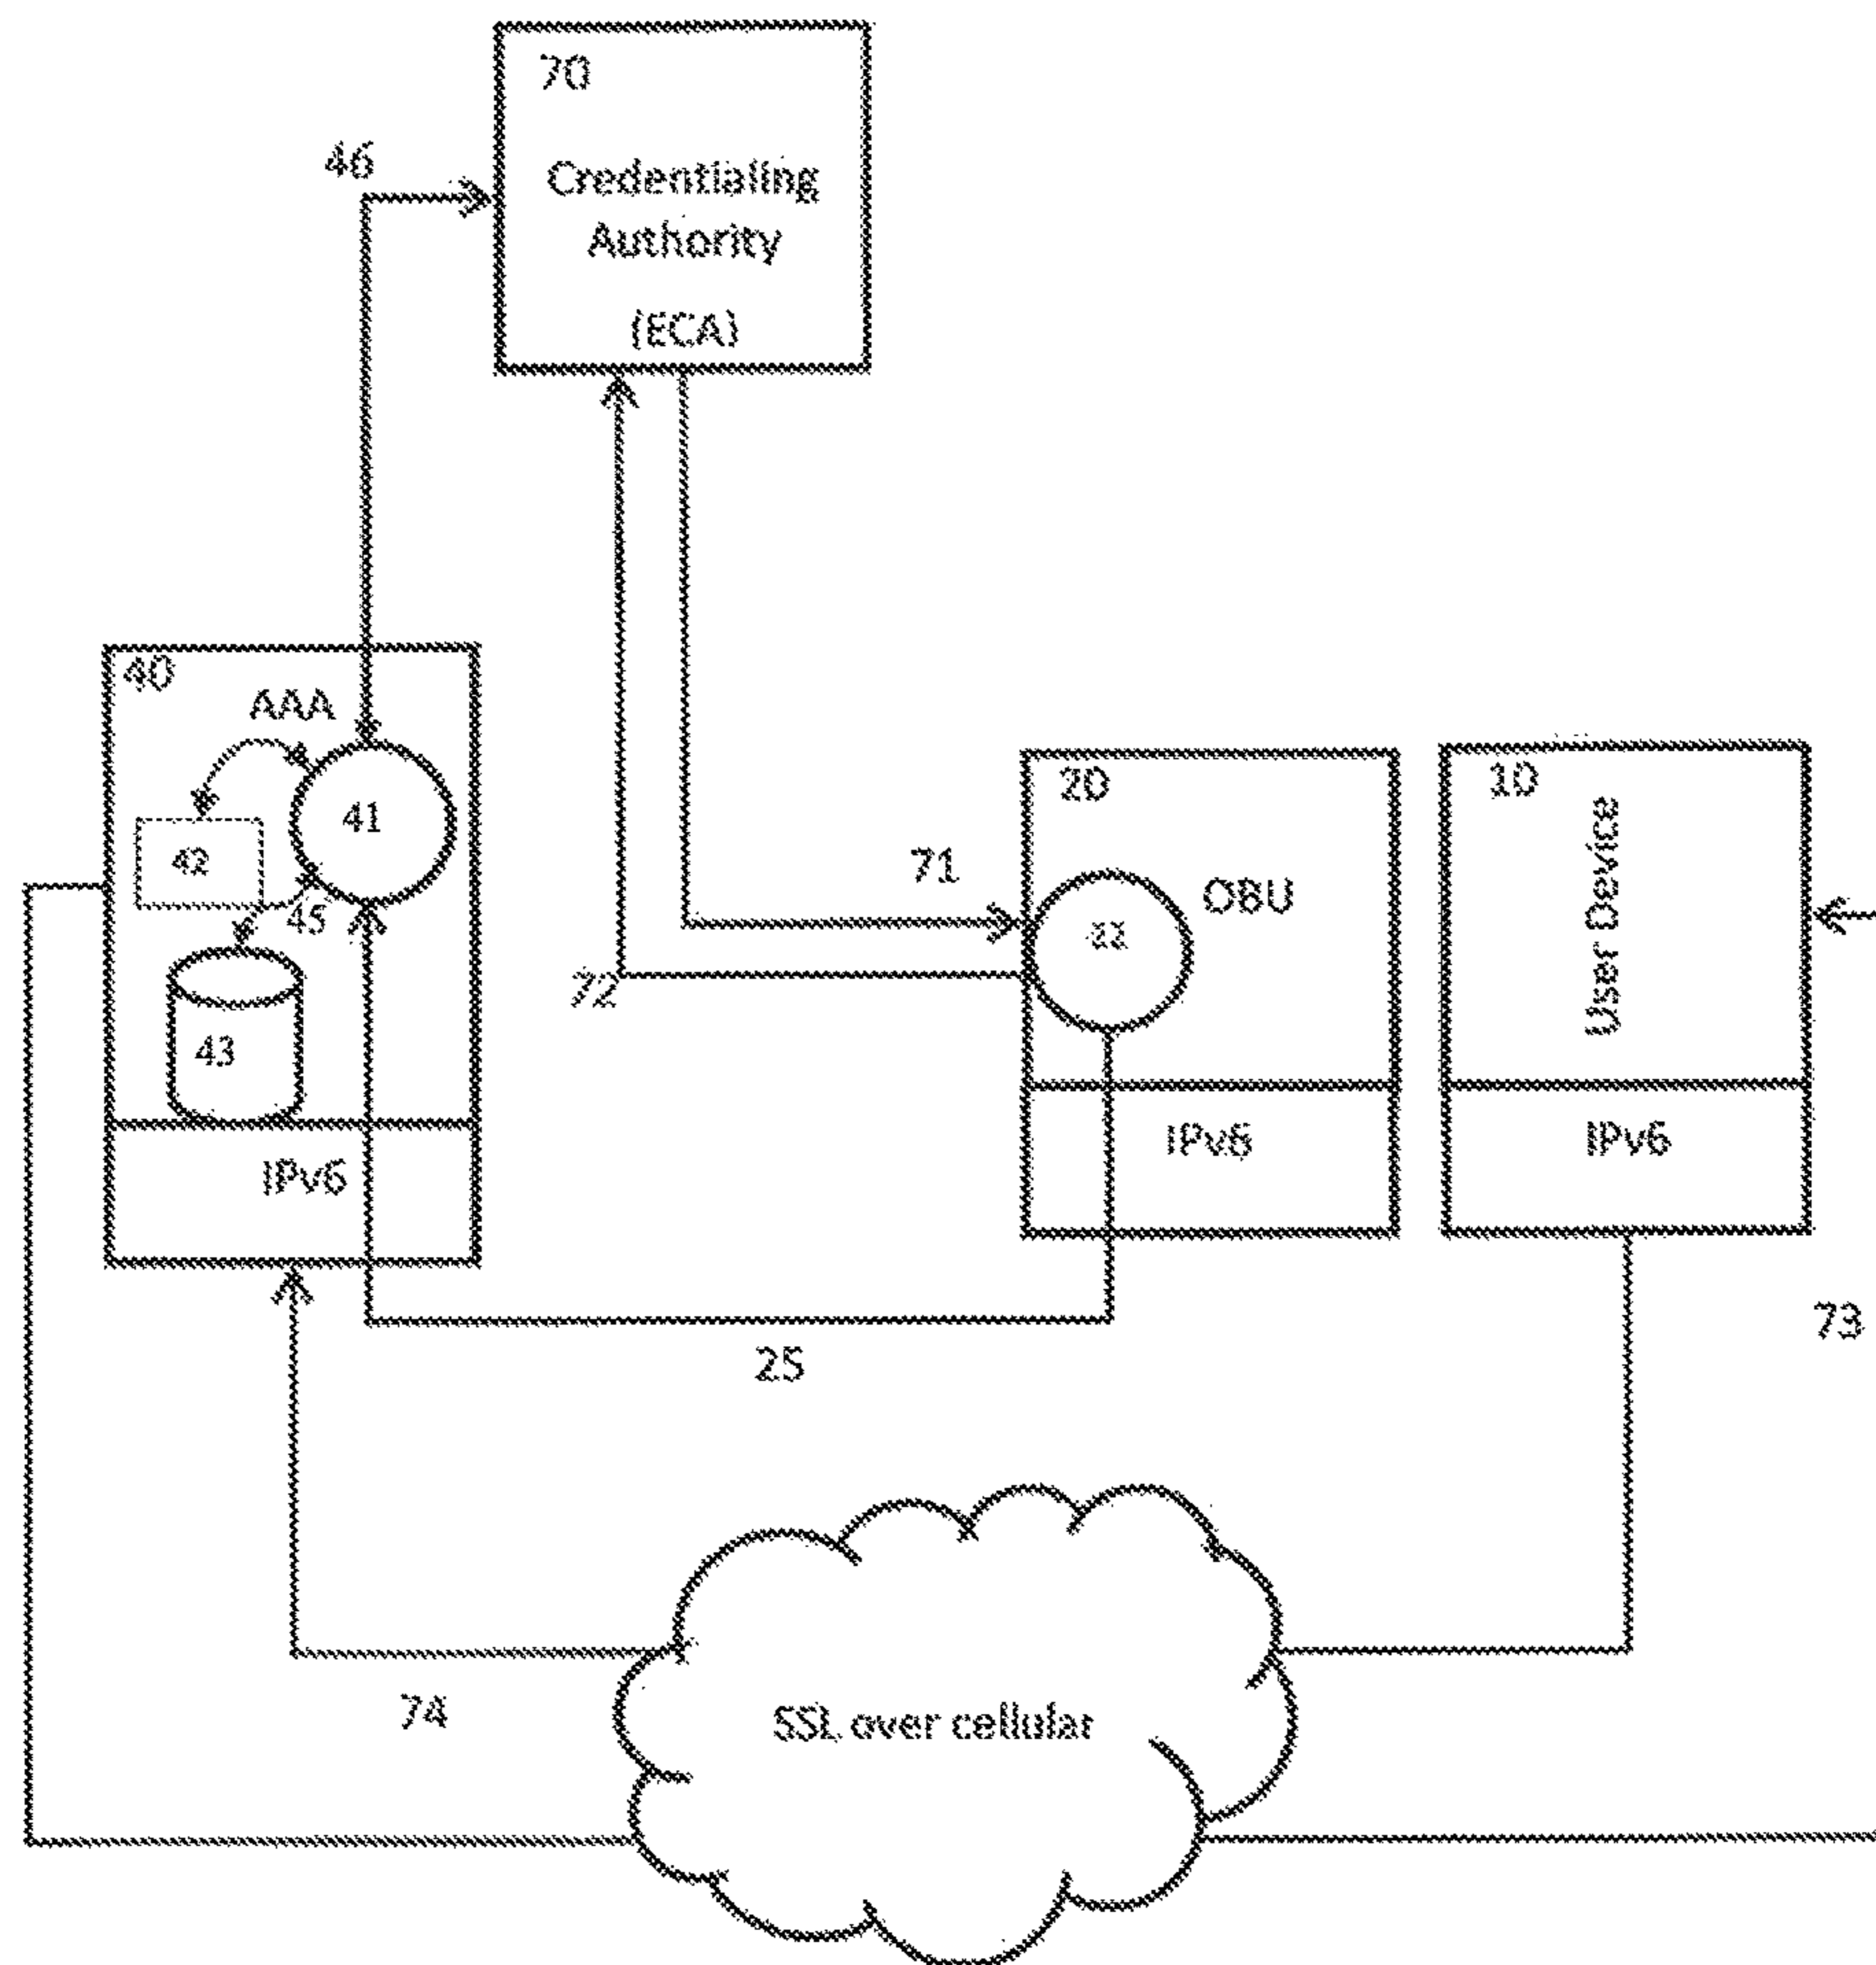 70
46
Credentialing
Authority
(ECA)
40
AAA
41
42
45
43
IPv6
20
71
OBU
72
IPv6
10
User Device
IPv6
73
25
74
SSL over cellular